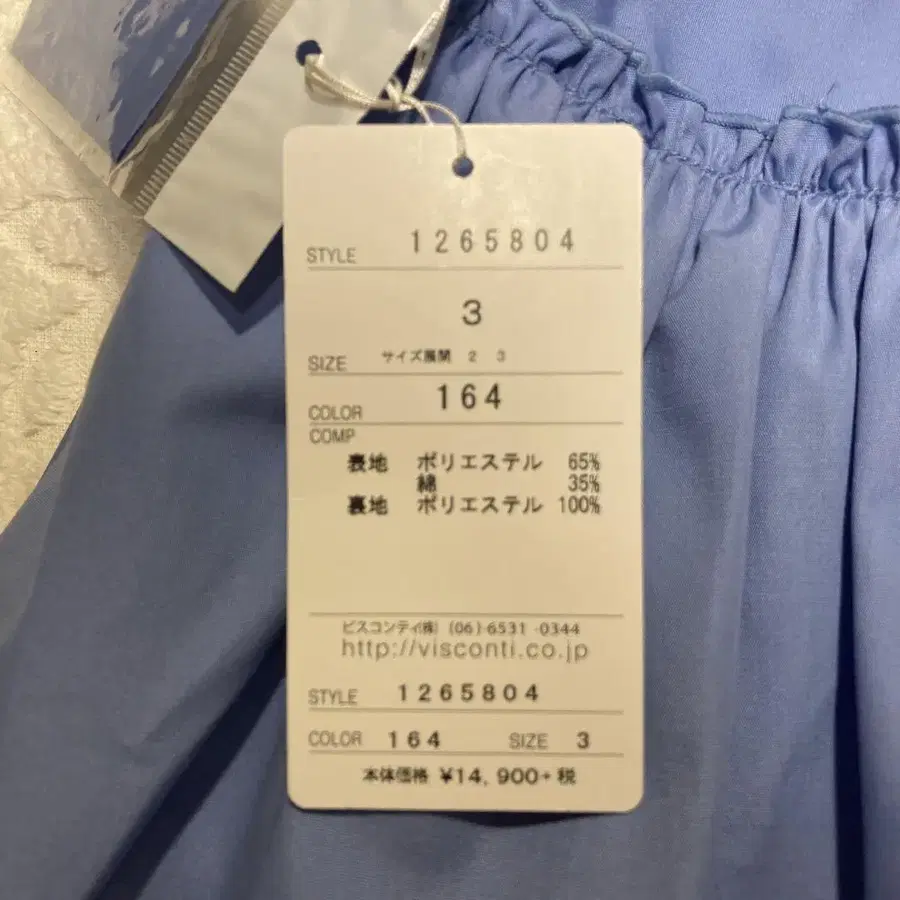 STYLE 1265804
3
SIZE サイズ展開 2 3
COLOR 164
COMP
表地 ポリエステル 65%
綿 35%
裏地 ポリエステル 100%
ビスコンティ(株) (06)6531-0344
http://visconti.co.jp
STYLE 1265804
COLOR 164 SIZE 3
本体価格 ¥14,900+税